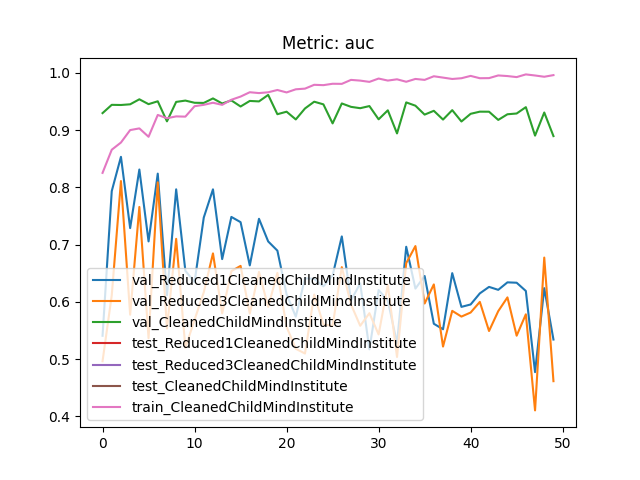 Metric: auc
1.0
0.9
0.8
0.7
0.6
0.5
0.4
val_Reduced1CleanedChildMindInstitute
val_Reduced3CleanedChildMindInstitute
val_CleanedChildMindInstitute
test_Reduced1CleanedChildMindInstitute
test_Reduced3CleanedChildMindInstitute
test_CleanedChildMindInstitute
train_CleanedChildMindInstitute
0 10 20 30 40 50